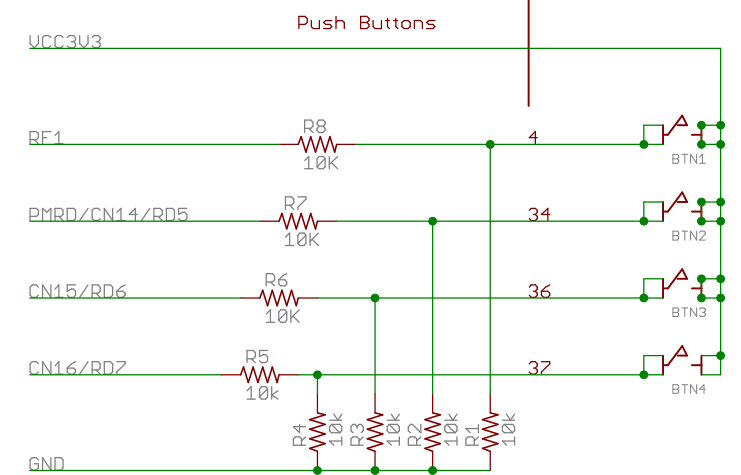 Push Buttons
VCC3V3
R8
RF1
4
10K
BTN1
R7
PMRD/CN14/RD5
34
10K
BTN2
R6
CN15/RD6
36
10K
BTN3
R5
CN16/RD7
37
10k
BTN4
R4
10k
R3
10k
R2
10k
R1
10k
GND